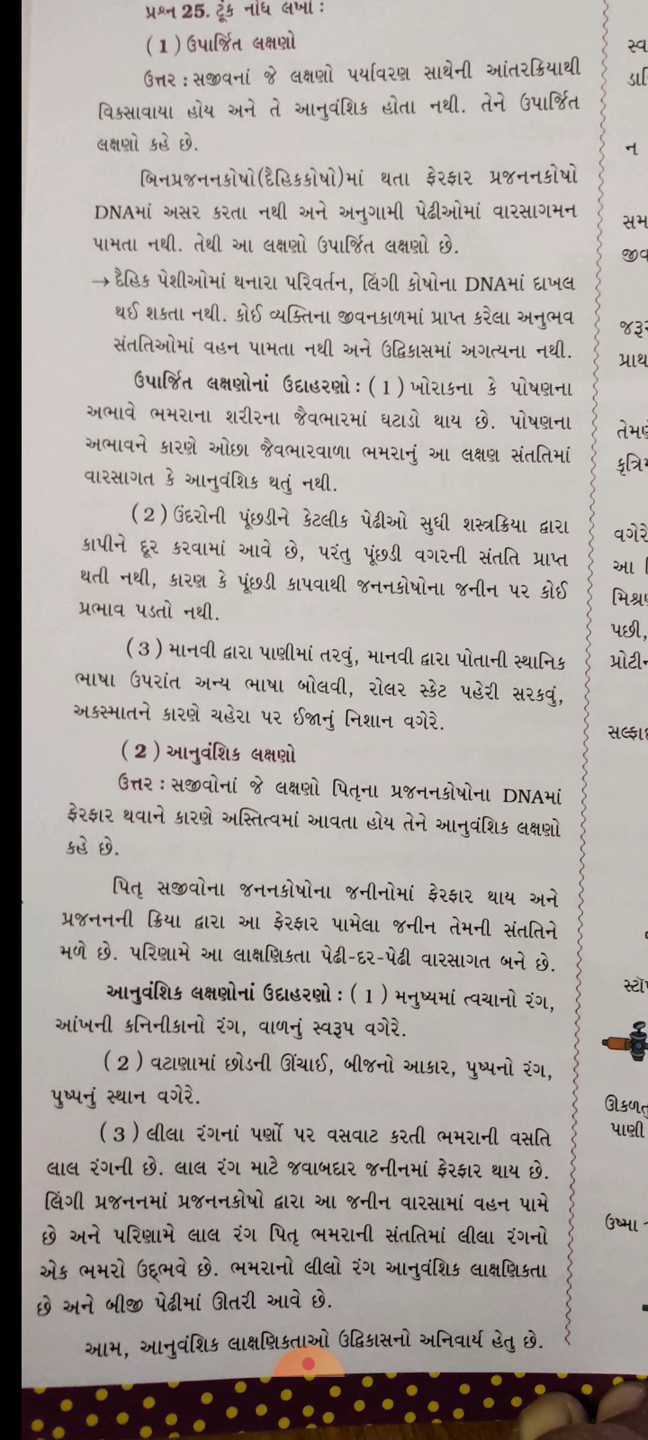 પ્રશ્ન 25. ટૂંક નોંધ લખો :
(1) ઉપાર્જિત લક્ષણો
ઉત્તર : સજીવનાં જે લક્ષણો પર્યાવરણ સાથેની આંતરક્રિયાથી
વિકસાવાયા હોય અને તે આનુવંશિક હોતા નથી. તેને ઉપાર્જિત
લક્ષણો કહે છે.
બિનપ્રજનનકોષો(દૈહિકકોષો)માં થતા ફેરફાર પ્રજનનકોષો
DNAમાં અસર કરતા નથી અને અનુગામી પેઢીઓમાં વારસાગમન
પામતા નથી. તેથી આ લક્ષણો ઉપાર્જિત લક્ષણો છે.
→ દૈહિક પેશીઓમાં થનારા પરિવર્તન, લિંગી કોષોના DNAમાં દાખલ
થઈ શકતા નથી. કોઈ વ્યક્તિના જીવનકાળમાં પ્રાપ્ત કરેલા અનુભવ
સંતતિઓમાં વહન પામતા નથી અને ઉદ્વિકાસમાં અગત્યના નથી.
ઉપાર્જિત લક્ષણોનાં ઉદાહરણો : (1) ખોરાકના કે પોષણના
અભાવે ભમરાના શરીરના જૈવભારમાં ઘટાડો થાય છે. પોષણના
અભાવને કારણે ઓછા જૈવભારવાળા ભમરાનું આ લક્ષણ સંતતિમાં
વારસાગત કે આનુવંશિક થતું નથી.
(2) ઉંદરોની પૂંછડીને કેટલીક પેઢીઓ સુધી શસ્ત્રક્રિયા દ્વારા
કાપીને દૂર કરવામાં આવે છે, પરંતુ પૂંછડી વગરની સંતતિ પ્રાપ્ત
થતી નથી, કારણ કે પૂંછડી કાપવાથી જનનકોષોના જનીન પર કોઈ
પ્રભાવ પડતો નથી.
(3) માનવી દ્વારા પાણીમાં તરવું, માનવી દ્વારા પોતાની સ્થાનિક
ભાષા ઉપરાંત અન્ય ભાષા બોલવી, રોલર સ્કેટ પહેરી સરકવું,
અકસ્માતને કારણે ચહેરા પર ઈજાનું નિશાન વગેરે.
(2) આનુવંશિક લક્ષણો
ઉત્તર : સજીવોનાં જે લક્ષણો પિતૃના પ્રજનનકોષોના DNAમાં
ફેરફાર થવાને કારણે અસ્તિત્વમાં આવતા હોય તેને આનુવંશિક લક્ષણો
કહે છે.
પિતૃ સજીવોના જનનકોષોના જનીનોમાં ફેરફાર થાય અને
પ્રજનનની ક્રિયા દ્વારા આ ફેરફાર પામેલા જનીન તેમની સંતતિને
મળે છે. પરિણામે આ લાક્ષણિકતા પેઢી-દર-પેઢી વારસાગત બને છે.
આનુવંશિક લક્ષણોનાં ઉદાહરણો : (1) મનુષ્યમાં ત્વચાનો રંગ,
આંખની કનિનીકાનો રંગ, વાળનું સ્વરૂપ વગેરે.
(2) વટાણામાં છોડની ઊંચાઈ, બીજનો આકાર, પુષ્પનો રંગ,
પુષ્પનું સ્થાન વગેરે.
(3) લીલા રંગનાં પર્ણો પર વસવાટ કરતી ભમરાની વસતિ
લાલ રંગની છે. લાલ રંગ માટે જવાબદાર જનીનમાં ફેરફાર થાય છે.
લિંગી પ્રજનનમાં પ્રજનનકોષો દ્વારા આ જનીન વારસામાં વહન પામે
છે અને પરિણામે લાલ રંગ પિતૃ ભમરાની સંતતિમાં લીલા રંગનો
એક ભમરો ઉદ્ભવે છે. ભમરાનો લીલો રંગ આનુવંશિક લાક્ષણિકતા
છે અને બીજી પેઢીમાં ઊતરી આવે છે.
આમ, આનુવંશિક લાક્ષણિકતાઓ ઉદ્વિકાસનો અનિવાર્ય હેતુ છે.
ન
વગેરે
આ
પછી,
પાણી
ઉષ્મા